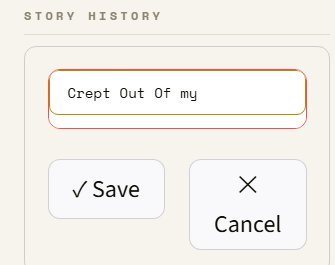 STORY HISTORY
Crept Out Of my
✓ Save
✕
Cancel